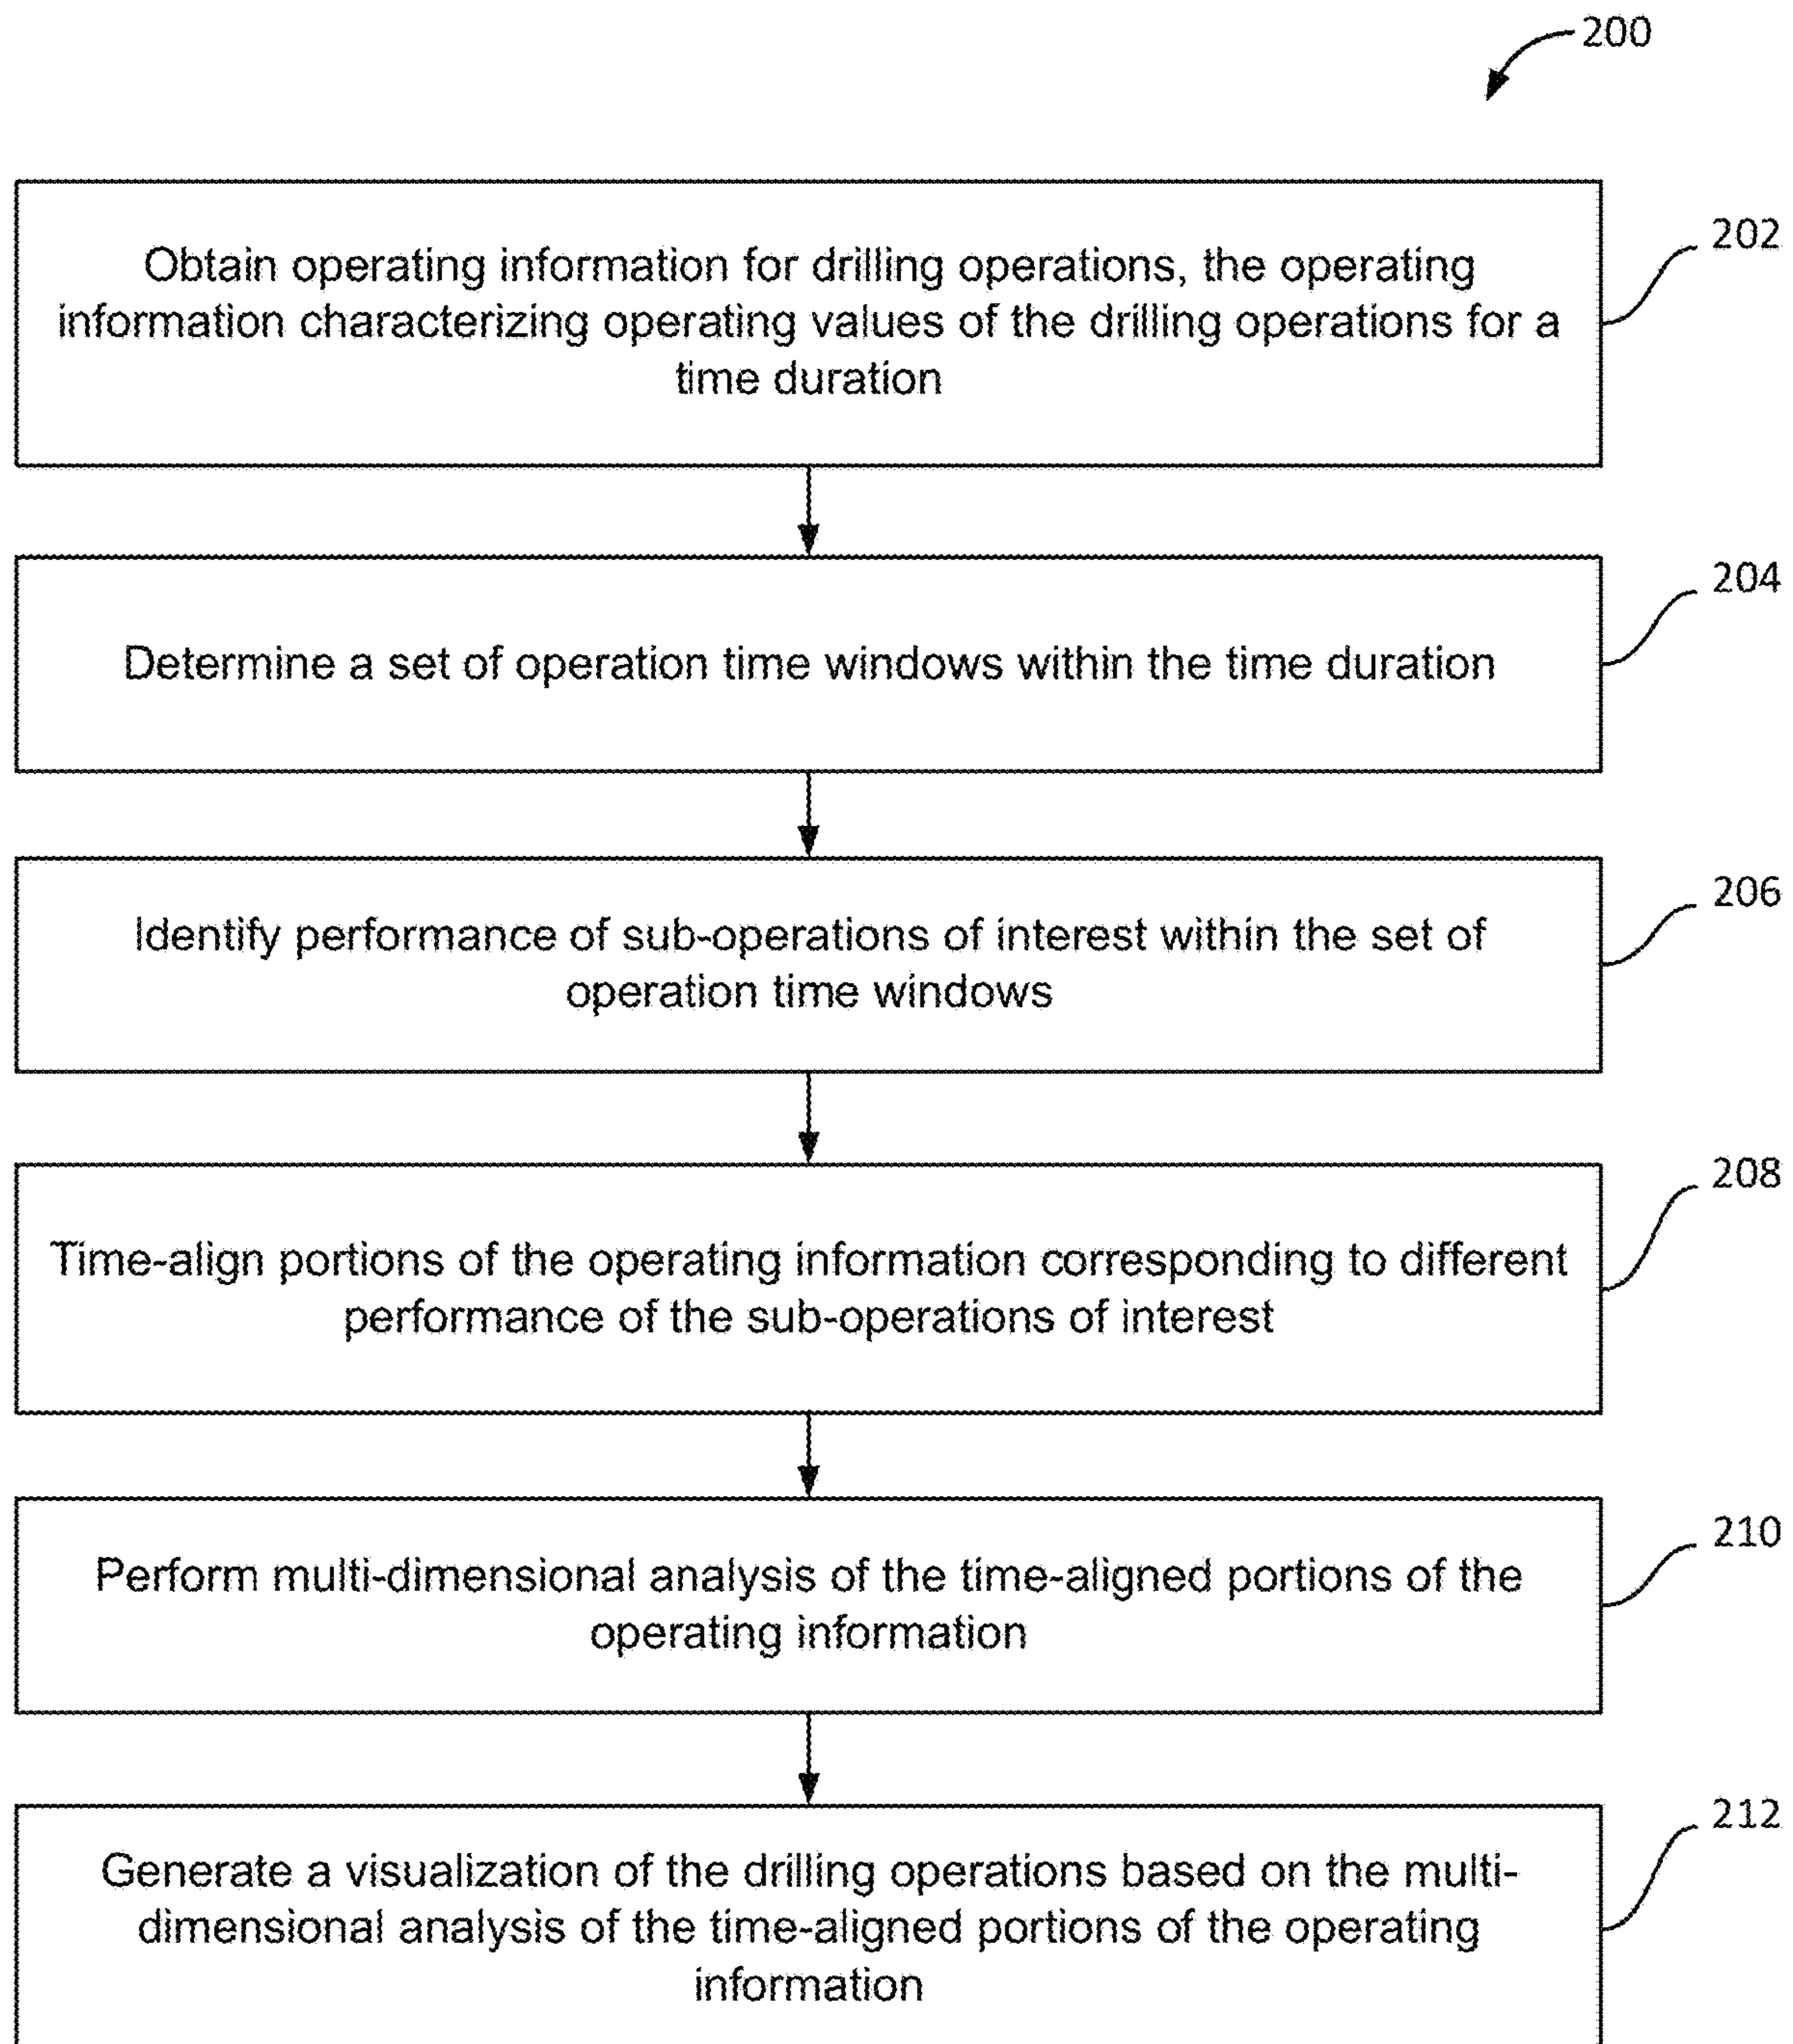 200
Obtain operating information for drilling operations, the operating
information characterizing operating values of the drilling operations for a
time duration
202
Determine a set of operation time windows within the time duration
204
Identify performance of sub-operations of interest within the set of
operation time windows
206
Time-align portions of the operating information corresponding to different
performance of the sub-operations of interest
208
Perform multi-dimensional analysis of the time-aligned portions of the
operating information
210
Generate a visualization of the drilling operations based on the multi-
dimensional analysis of the time-aligned portions of the operating
information
212